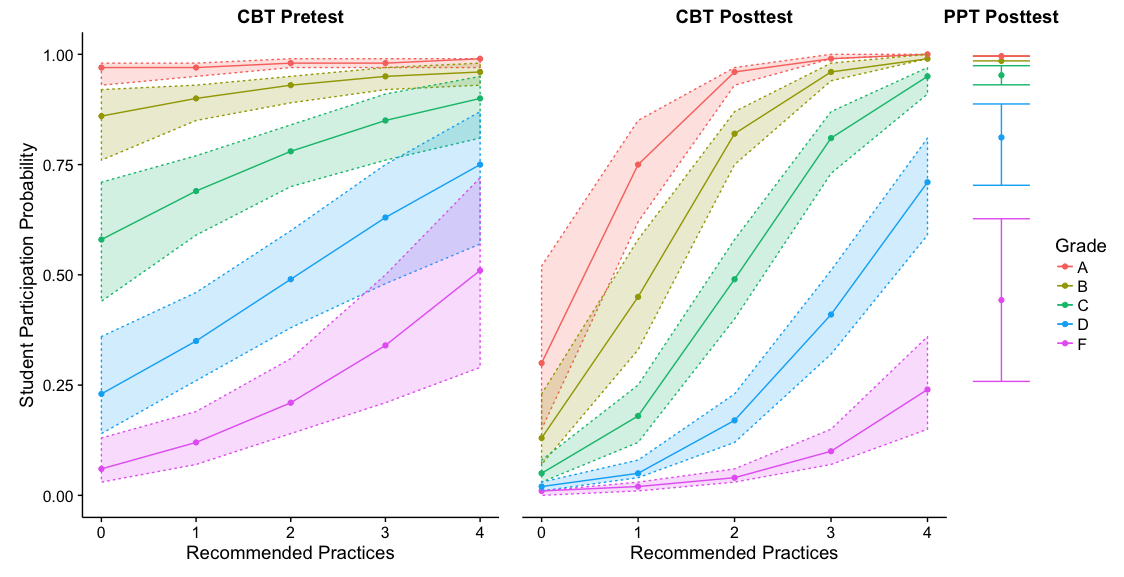 CBT Pretest
CBT Posttest
PPT Posttest
Student Participation Probability
1.00
0.75
0.50
0.25
0.00
0 1 2 3 4
0 1 2 3 4
Recommended Practices
Recommended Practices
Grade
A
B
C
D
F